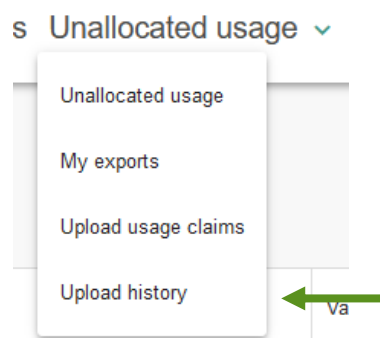 s Unallocated usage
Unallocated usage
My exports
Upload usage claims
Upload history
Va